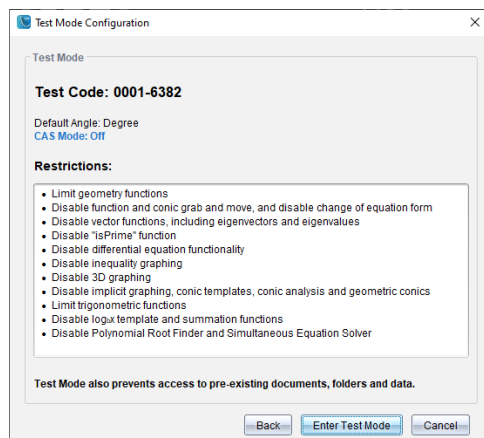 Test Mode Configuration
Test Mode
Test Code: 0001-6382
Default Angle: Degree
CAS Mode: Off
Restrictions:
• Limit geometry functions
• Disable function and conic grab and move, and disable change of equation form
• Disable vector functions, including eigenvectors and eigenvalues
• Disable "isPrime" function
• Disable differential equation functionality
• Disable inequality graphing
• Disable 3D graphing
• Disable implicit graphing, conic templates, conic analysis and geometric conics
• Limit trigonometric functions
• Disable logbx template and summation functions
• Disable Polynomial Root Finder and Simultaneous Equation Solver
Test Mode also prevents access to pre-existing documents, folders and data.
Back Enter Test Mode Cancel